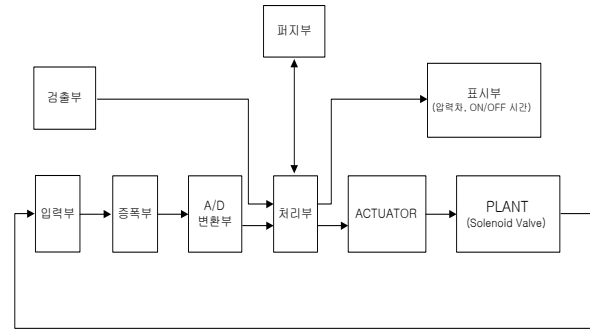 퍼지부
검출부
표시부
(압력차, ON/OFF 시간)
입력부
증폭부
A/D
변환부
처리부
ACTUATOR
PLANT
(Solenoid Valve)